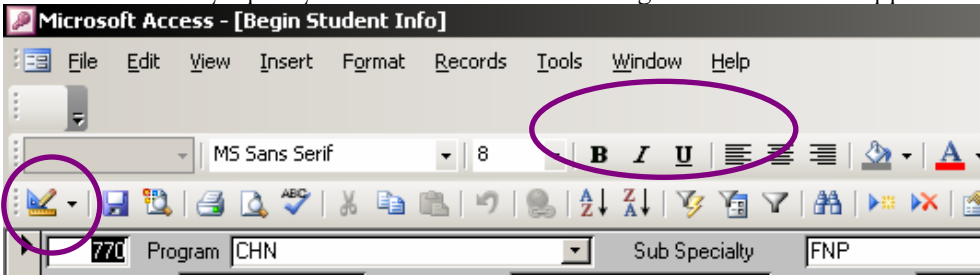 Microsoft Access - [Begin Student Info]
File Edit View Insert Format Records Tools Window Help
MS Sans Serif 8 B I U A
ABC A Z Z A
770 Program CHN Sub Specialty FNP